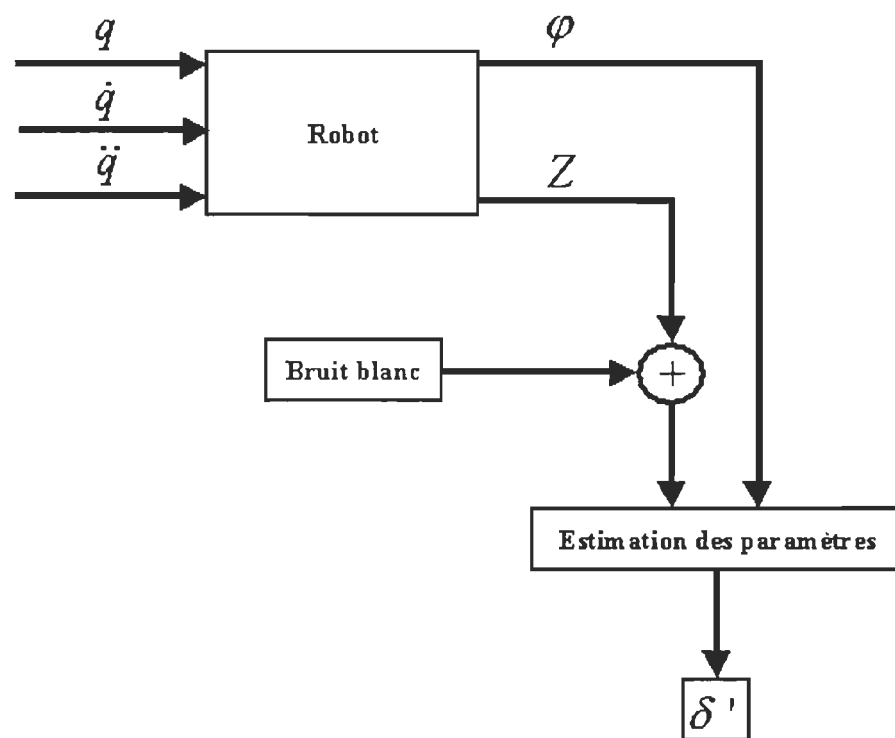 q
φ
q̇
Robot
q̈
Z
Bruit blanc
+
Estimation des paramètres
δ '